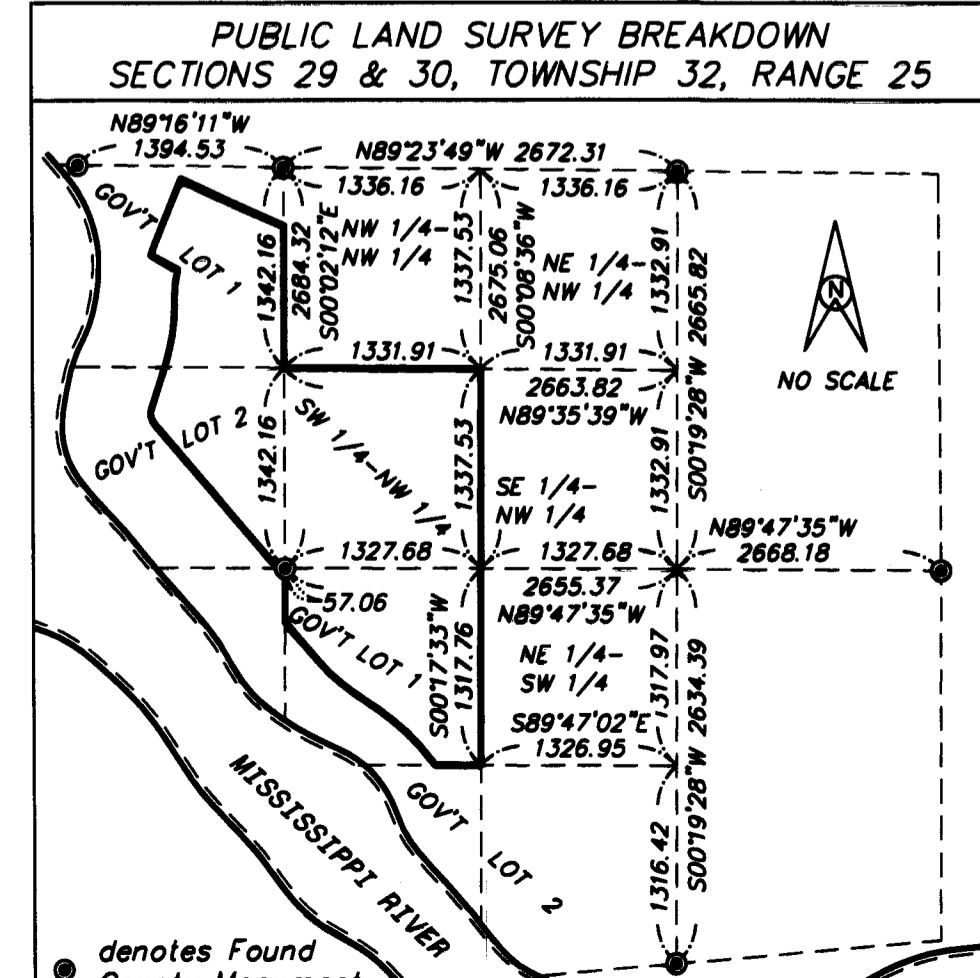 PUBLIC LAND SURVEY BREAKDOWN
SECTIONS 29 & 30, TOWNSHIP 32, RANGE 25
N89°16'11"W
1394.53
N89°23'49"W 2672.31
1336.16
1336.16
GOV'T
LOT 1
1342.16
2684.32
S00°02'12"E
NW 1/4-
NW 1/4
1337.53
2675.06
S00°08'36"W
NE 1/4-
NW 1/4
1332.91
2665.82
S00°19'28"W
N
NO SCALE
1331.91
1331.91
2663.82
N89°35'39"W
GOV'T LOT 2
1342.16
SW 1/4-NW 1/4
1337.53
SE 1/4-
NW 1/4
1332.91
N89°47'35"W
2668.18
1327.68
1327.68
2655.37
N89°47'35"W
57.06
GOV'T LOT 1
S00°17'33"W
1317.76
NE 1/4-
SW 1/4
1317.97
2634.39
S00°19'28"W
S89°47'02"E
1326.95
GOV'T
LOT 2
1316.42
MISSISSIPPI RIVER
denotes Found
County Monument